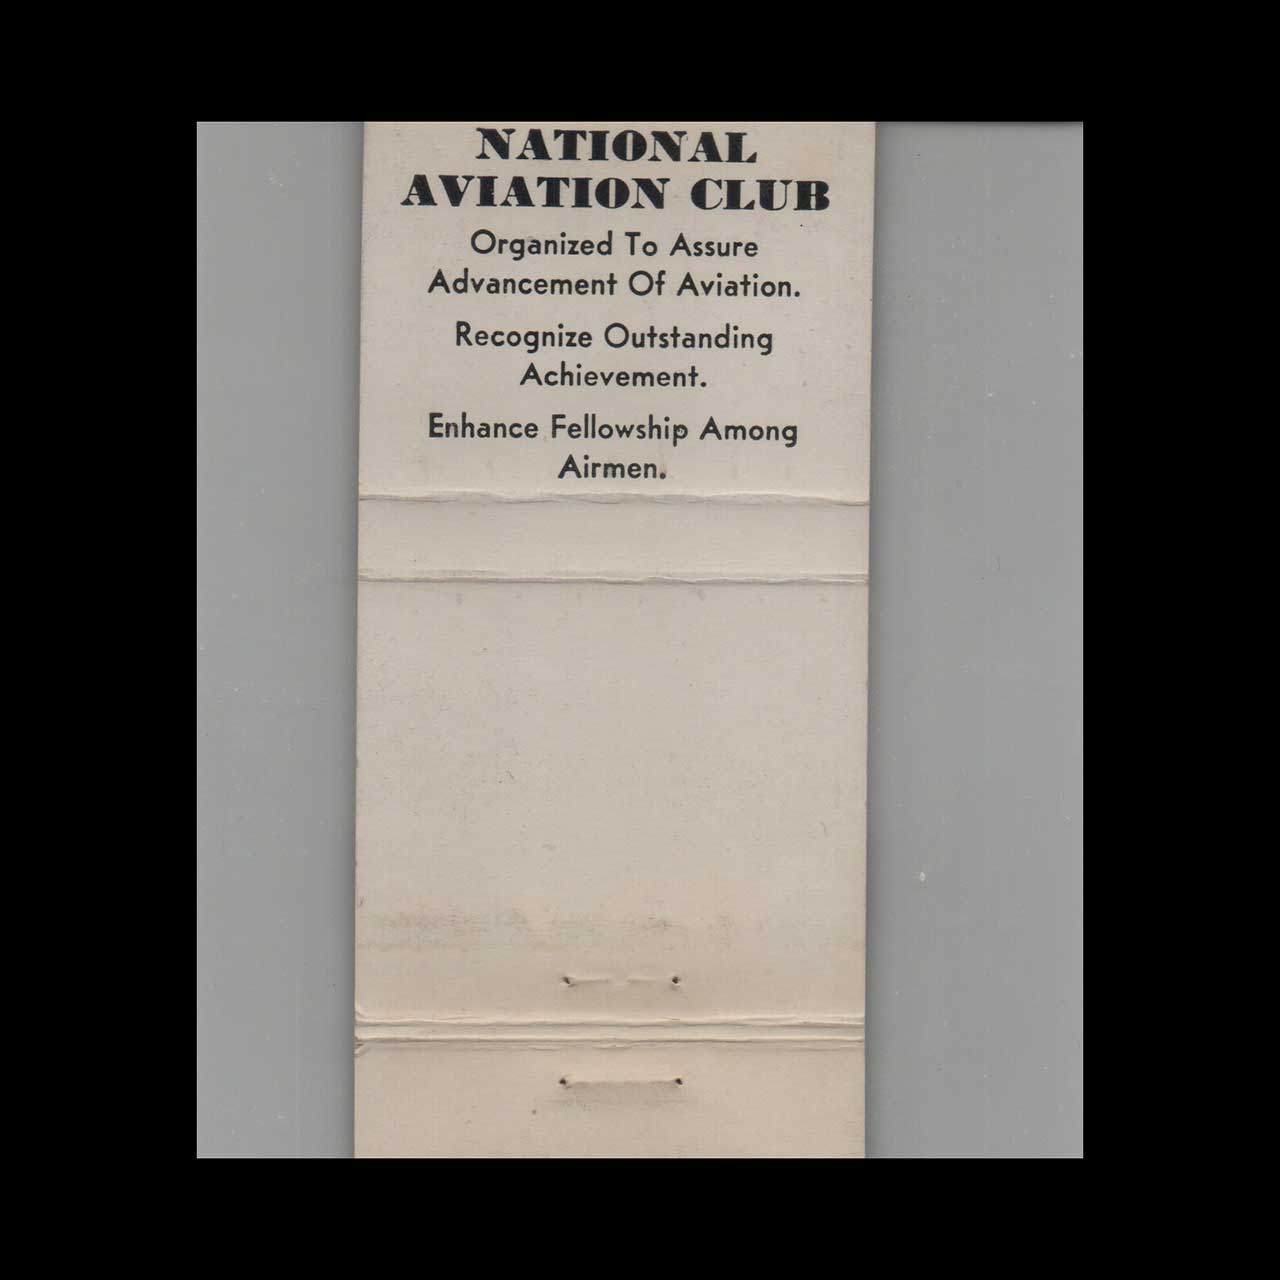 NATIONAL
AVIATION CLUB
Organized To Assure
Advancement Of Aviation.
Recognize Outstanding
Achievement.
Enhance Fellowship Among
Airmen.